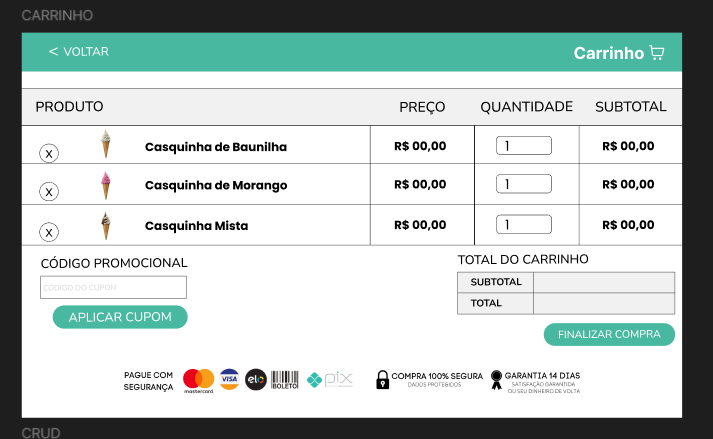 CARRINHO
< VOLTAR
Carrinho
PRODUTO PREÇO QUANTIDADE SUBTOTAL
X Casquinha de Baunilha R$ 00,00 1 R$ 00,00
X Casquinha de Morango R$ 00,00 1 R$ 00,00
X Casquinha Mista R$ 00,00 1 R$ 00,00
CÓDIGO PROMOCIONAL
CÓDIGO DO CUPOM
APLICAR CUPOM
TOTAL DO CARRINHO
SUBTOTAL
TOTAL
FINALIZAR COMPRA
PAGUE COM
SEGURANÇA
mastercard
VISA
elo
BOLETO
pix
COMPRA 100% SEGURA
DADOS PROTEGIDOS
GARANTIA 14 DIAS
SATISFAÇÃO GARANTIDA
OU SEU DINHEIRO DE VOLTA
CRUD